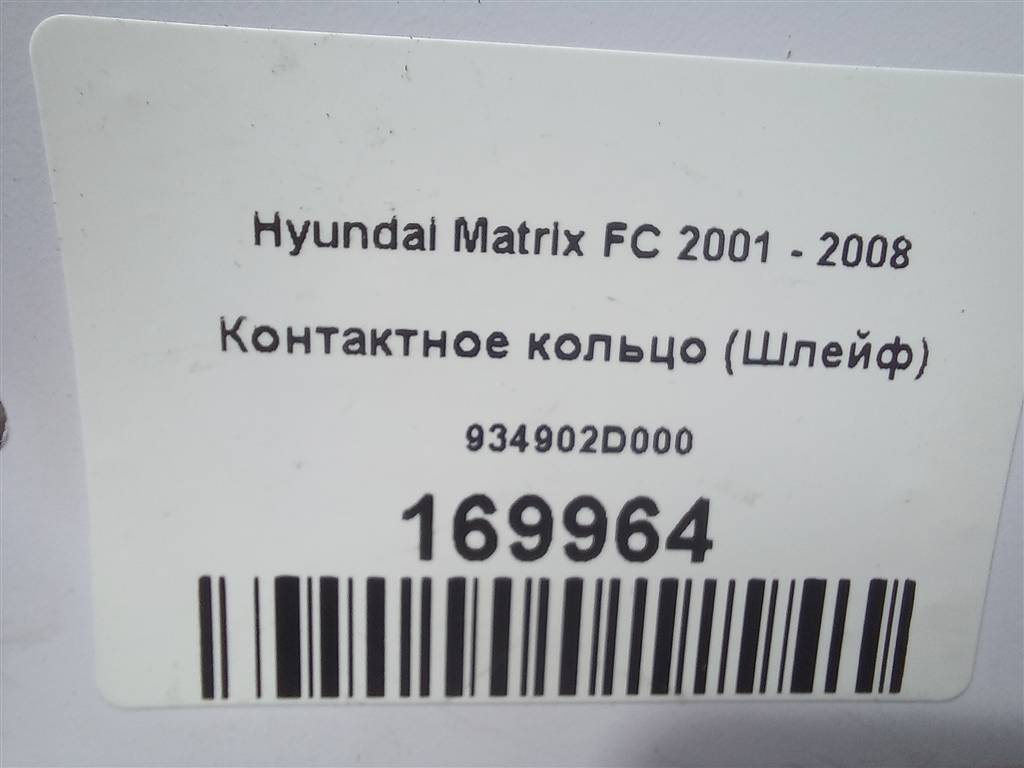 Hyundai Matrix FC 2001 - 2008
Контактное кольцо (Шлейф)
934902D000
169964